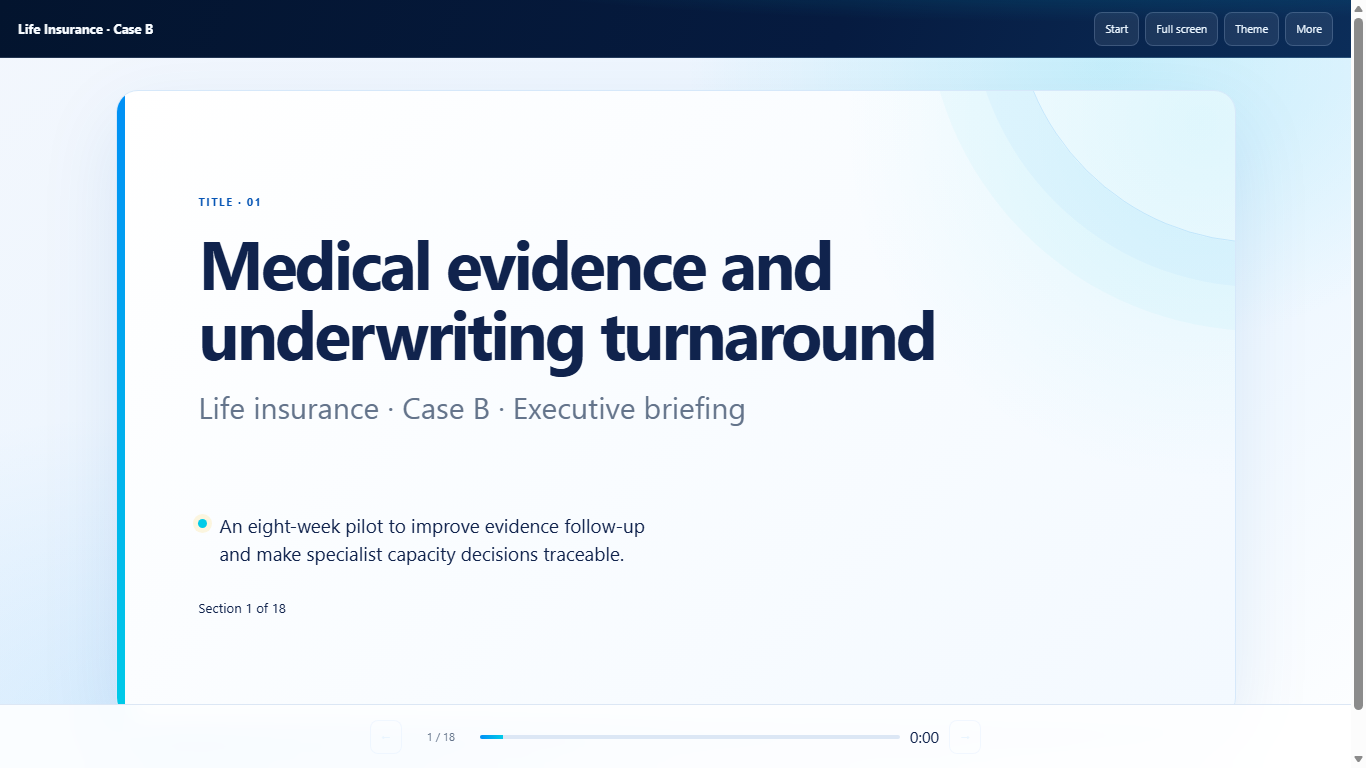 Life Insurance · Case B
Start
Full screen
Theme
More
TITLE · 01
Medical evidence and
underwriting turnaround
Life insurance · Case B · Executive briefing
An eight-week pilot to improve evidence follow-up
and make specialist capacity decisions traceable.
Section 1 of 18
←
1 / 18
0:00
→